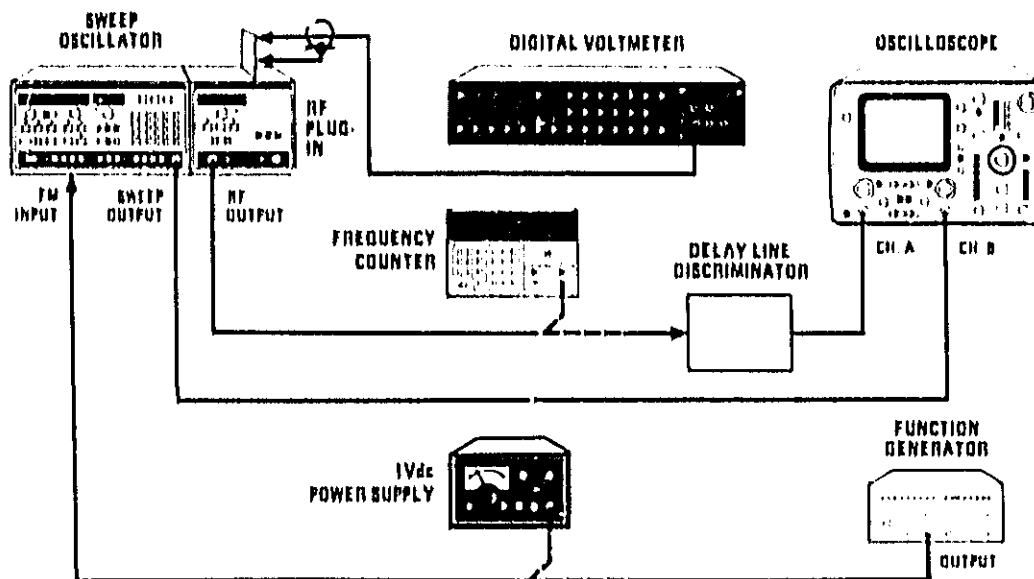 SWEEP
OSCILLATOR
DIGITAL VOLTMETER
OSCILLOSCOPE
RF
PLUG-
IN
FM
INPUT
SWEEP
OUTPUT
RF
OUTPUT
FREQUENCY
COUNTER
DELAY LINE
DISCRIMINATOR
CH. A
CH. B
FUNCTION
GENERATOR
1Vdc
POWER SUPPLY
OUTPUT